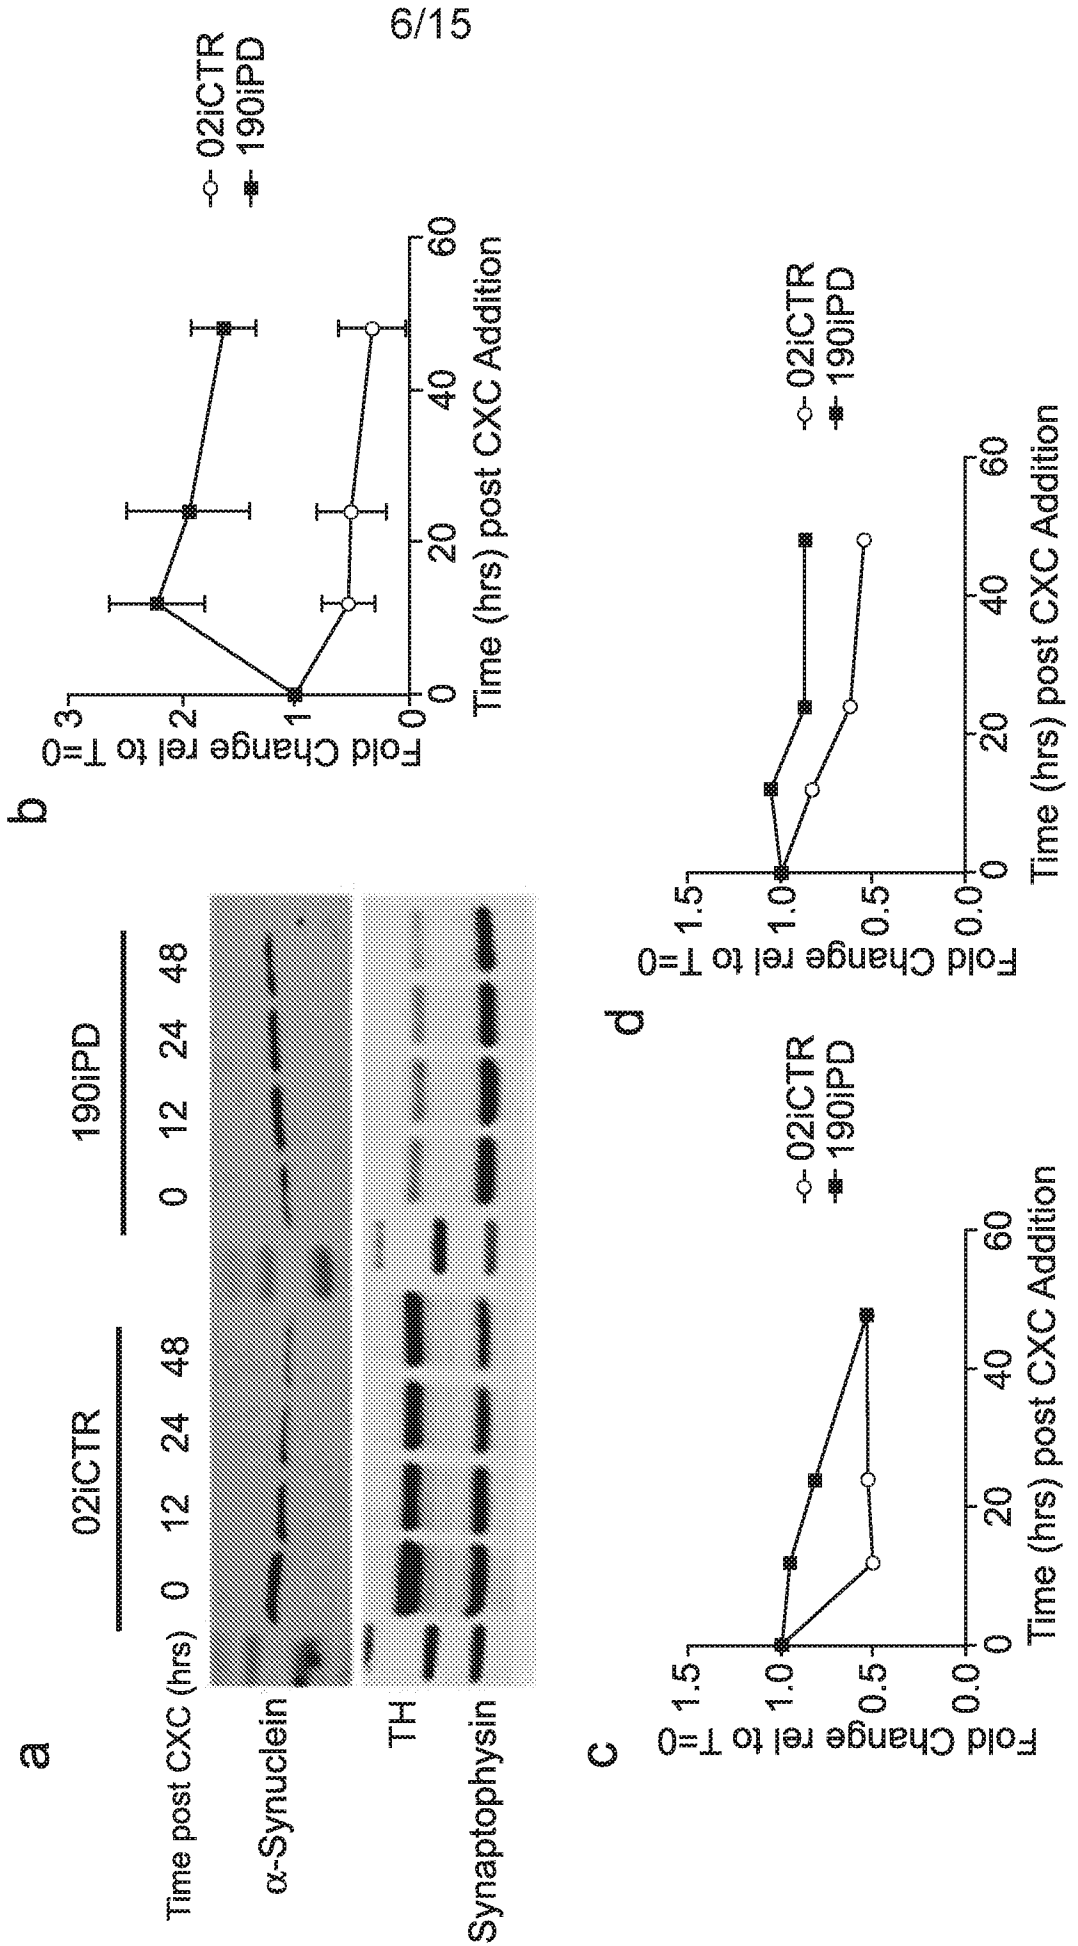 6/15
a
02iCTR
190iPD
Time post CXC (hrs)
0
12
24
48
0
12
24
48
α-Synuclein
TH
Synaptophysin
b
Fold Change rel to T=0
3
2
1
0
0
20
40
60
Time (hrs) post CXC Addition
02iCTR
190iPD
c
Fold Change rel to T=0
1.5
1.0
0.5
0.0
0
20
40
60
Time (hrs) post CXC Addition
02iCTR
190iPD
d
Fold Change rel to T=0
1.5
1.0
0.5
0.0
0
20
40
60
Time (hrs) post CXC Addition
02iCTR
190iPD